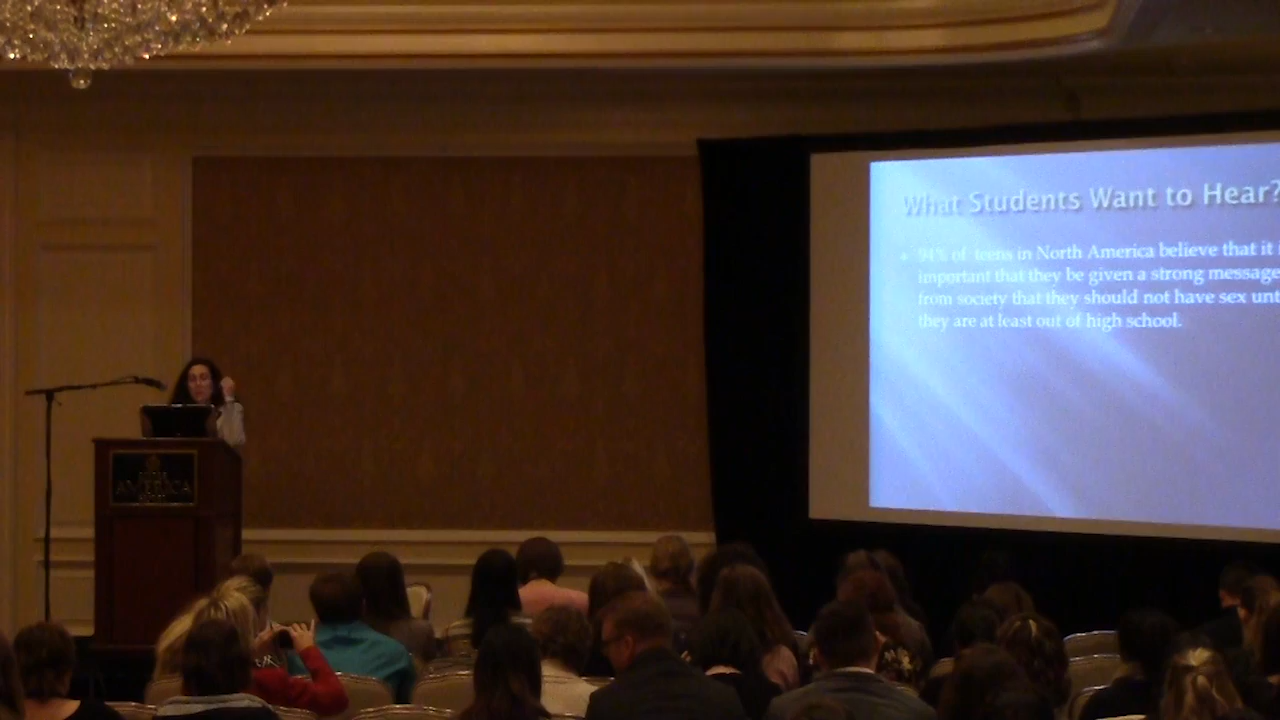 What Students Want to Hear?
94% of teens in North America believe that it
important that they be given a strong message
from society that they should not have sex unt
they are at least out of high school.
AMERICA